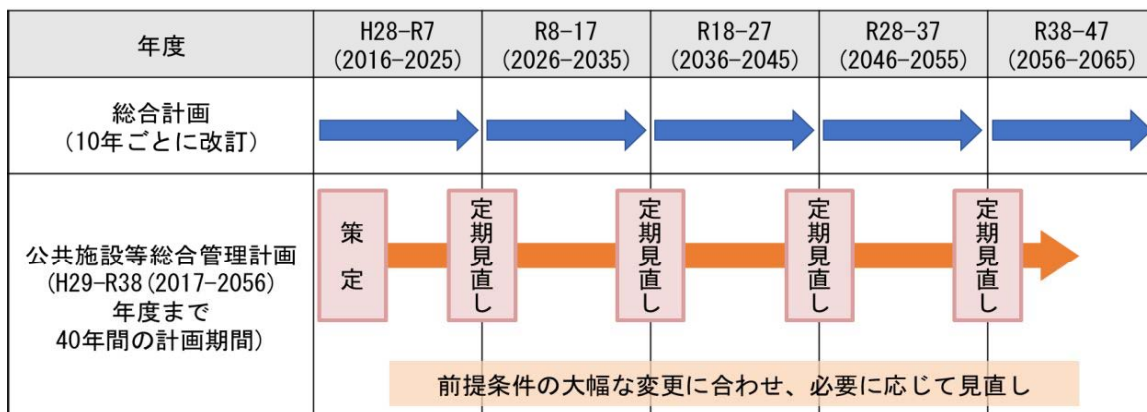 年度
H28-R7
(2016-2025)
R8-17
(2026-2035)
R18-27
(2036-2045)
R28-37
(2046-2055)
R38-47
(2056-2065)
総合計画
(10年ごとに改訂)
公共施設等総合管理計画
(H29-R38(2017-2056)
年度まで
40年間の計画期間)
策定
定期見直し
定期見直し
定期見直し
定期見直し
前提条件の大幅な変更に合わせ、必要に応じて見直し